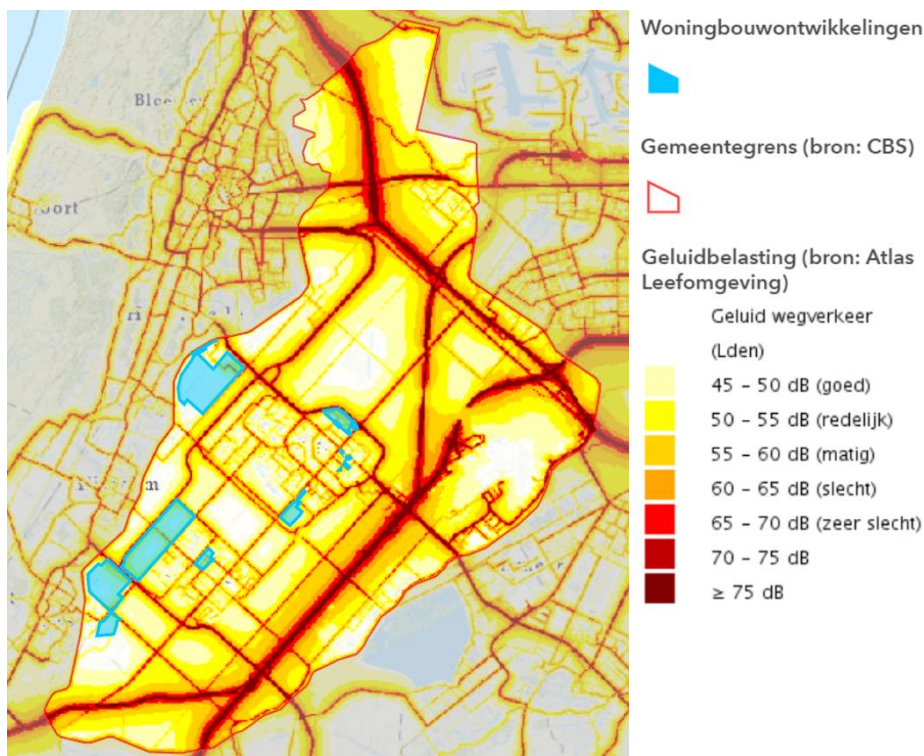 Woningbouwontwikkelingen
Gemeentegrens (bron: CBS)
Geluidbelasting (bron: Atlas
Leefomgeving)
Geluid wegverkeer
(Lden)
45 - 50 dB (goed)
50 - 55 dB (redelijk)
55 - 60 dB (matig)
60 - 65 dB (slecht)
65 - 70 dB (zeer slecht)
70 - 75 dB
≥ 75 dB